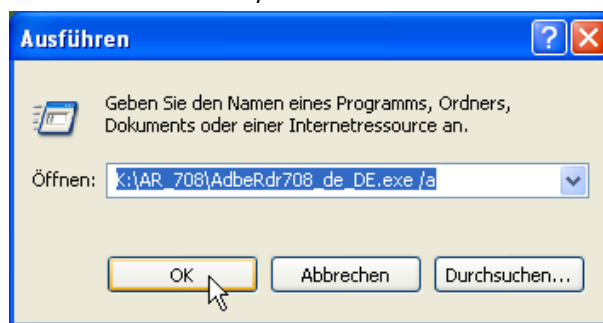 Ausführen
Geben Sie den Namen eines Programms, Ordners,
Dokuments oder einer Internetressource an.
Öffnen: X:\AR_708\AdbeRdr708_de_DE.exe /a
OK Abbrechen Durchsuchen...